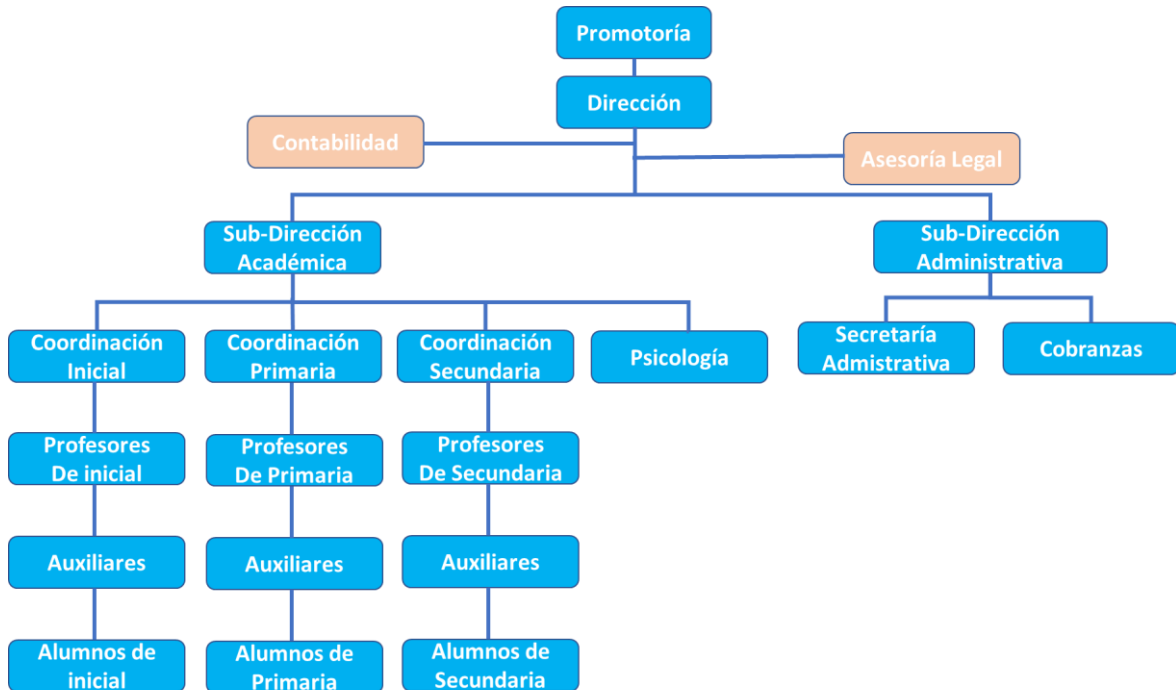 Promotoría
Dirección
Contabilidad
Asesoría Legal
Sub-Dirección
Académica
Sub-Dirección
Administrativa
Coordinación
Inicial
Coordinación
Primaria
Coordinación
Secundaria
Psicología
Secretaría
Admistrativa
Cobranzas
Profesores
De inicial
Profesores
De Primaria
Profesores
De Secundaria
Auxiliares
Auxiliares
Auxiliares
Alumnos de
inicial
Alumnos de
Primaria
Alumnos de
Secundaria